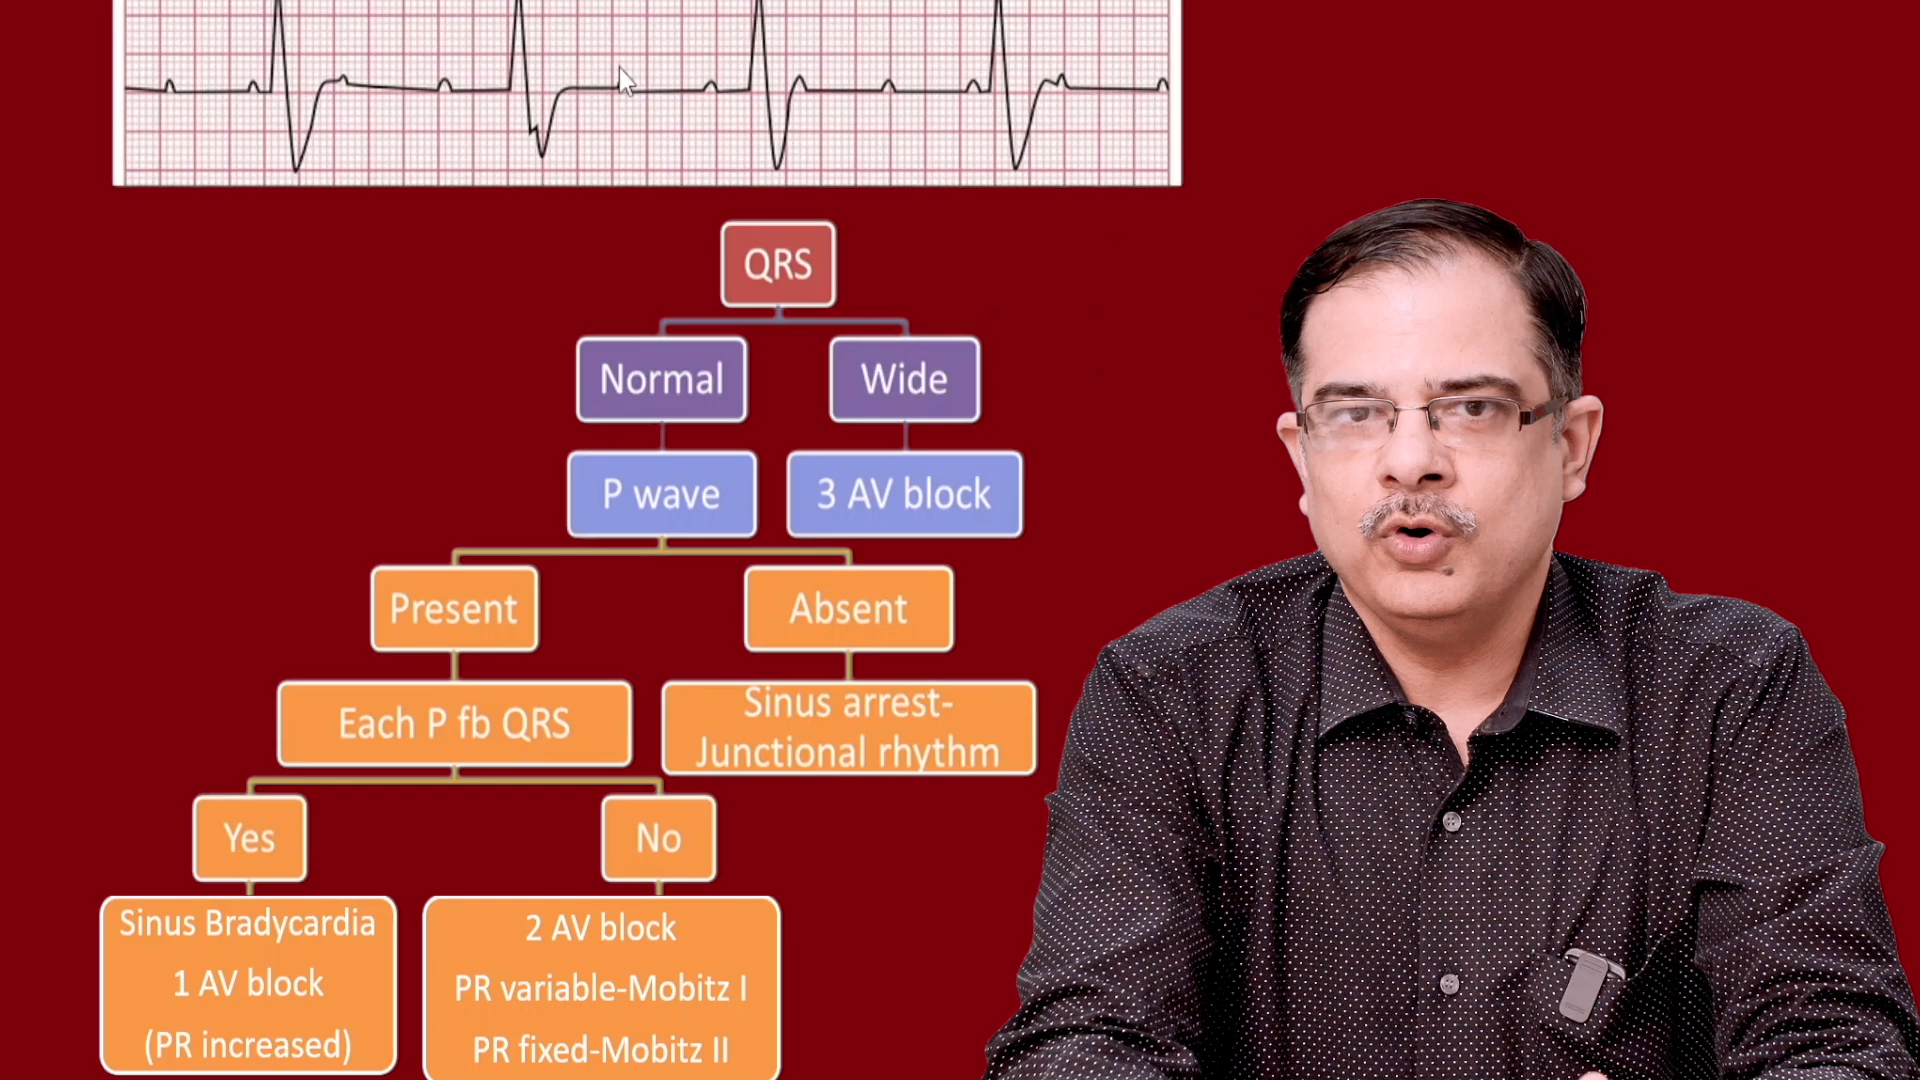 QRS
Normal
Wide
P wave
3 AV block
Present
Absent
Each P fb QRS
Sinus arrest-
Junctional rhythm
Yes
No
Sinus Bradycardia
1 AV block
(PR increased)
2 AV block
PR variable-Mobitz I
PR fixed-Mobitz II